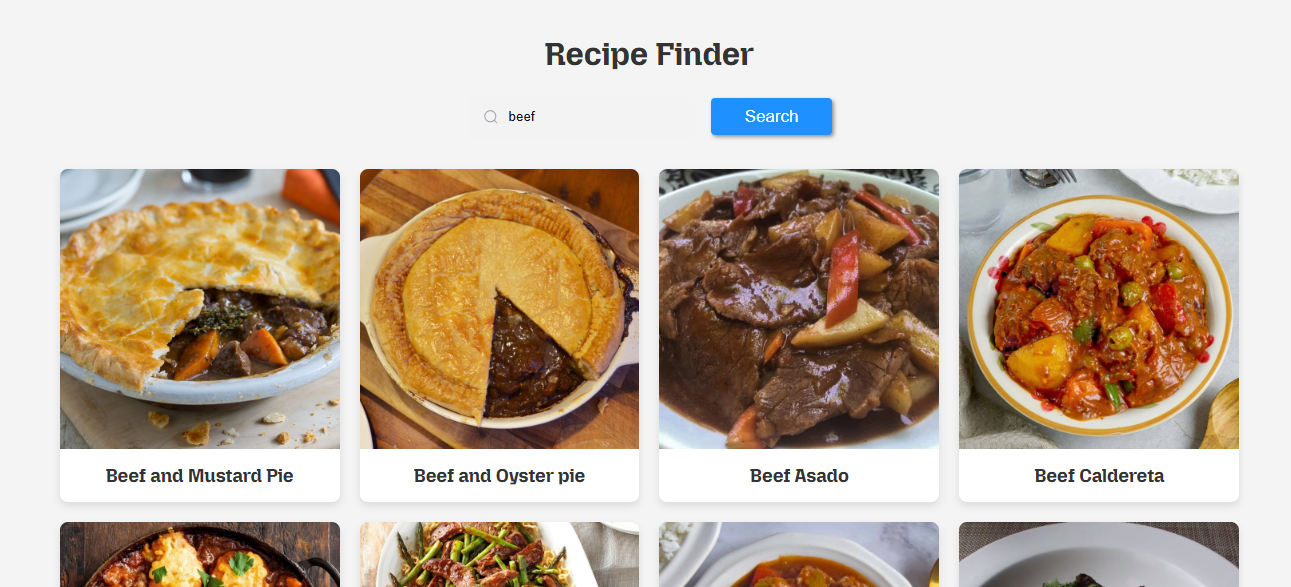 Recipe Finder
beef
Search
Beef and Mustard Pie
Beef and Oyster pie
Beef Asado
Beef Caldereta